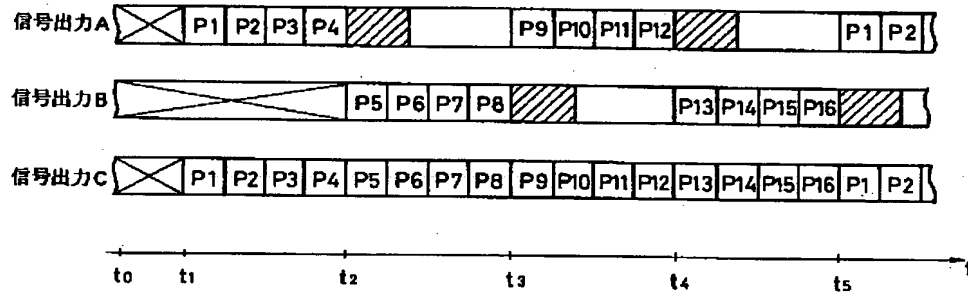 信号出力A P1 P2 P3 P4 P9 P10 P11 P12 P1 P2
信号出力B P5 P6 P7 P8 P13 P14 P15 P16
信号出力C P1 P2 P3 P4 P5 P6 P7 P8 P9 P10 P11 P12 P13 P14 P15 P16 P1 P2
t0 t1 t2 t3 t4 t5 t